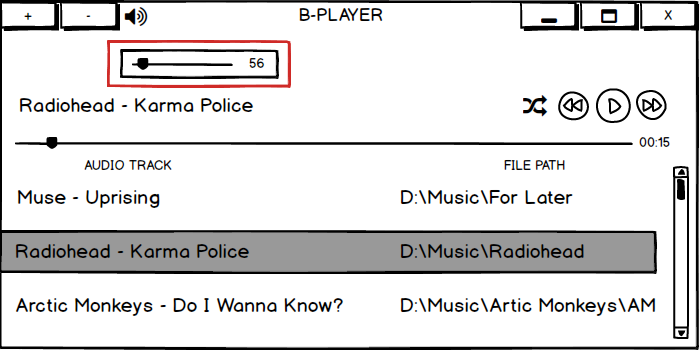 + - B-PLAYER X
56
Radiohead - Karma Police
00:15
AUDIO TRACK FILE PATH
Muse - Uprising D:\Music\For Later
Radiohead - Karma Police D:\Music\Radiohead
Arctic Monkeys - Do I Wanna Know? D:\Music\Artic Monkeys\AM